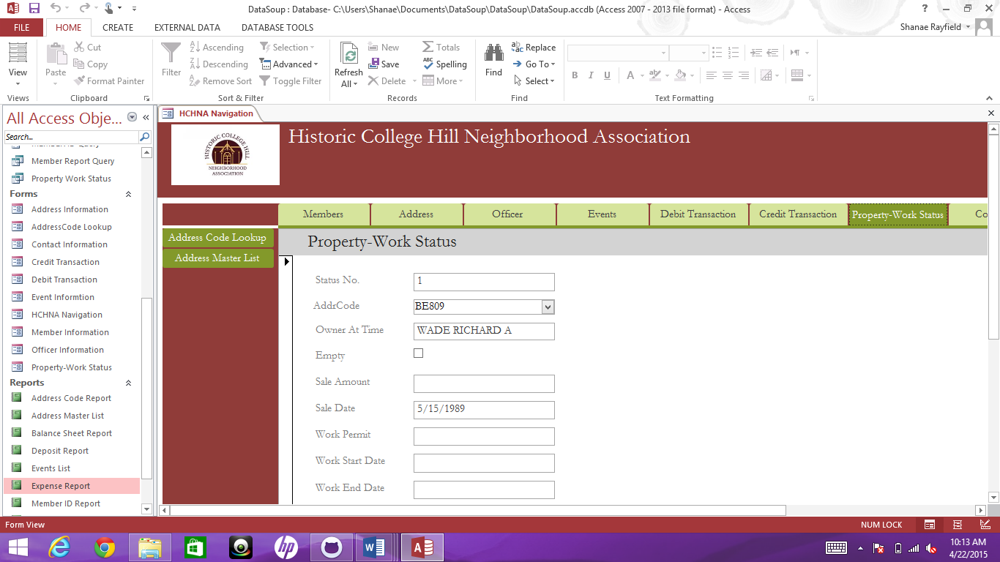 DataSoup : Database- C:\Users\Shanae\Documents\DataSoup\DataSoup\DataSoup.accdb (Access 2007 - 2013 file format) - Access
FILE HOME CREATE EXTERNAL DATA DATABASE TOOLS Shanae Rayfield
View
Views
Paste
Cut
Copy
Format Painter
Clipboard
Filter
Ascending
Descending
Remove Sort
Selection
Advanced
Toggle Filter
Sort & Filter
Refresh
All
New
Save
Delete
Totals
Spelling
More
Records
Find
Replace
Go To
Select
Find
B I U A
Text Formatting
All Access Obje...
Search...
Member Report Query
Property Work Status
Forms
Address Information
AddressCode Lookup
Contact Information
Credit Transaction
Debit Transaction
Event Informtion
HCHNA Navigation
Member Information
Officer Information
Property-Work Status
Reports
Address Code Report
Address Master List
Balance Sheet Report
Deposit Report
Events List
Expense Report
Member ID Report
HCHNA Navigation
HISTORIC COLLEGE HILL
NEIGHBORHOOD
ASSOCIATION
Historic College Hill Neighborhood Association
Members Address Officer Events Debit Transaction Credit Transaction Property-Work Status Co
Address Code Lookup
Address Master List
Property-Work Status
Status No. 1
AddrCode BE809
Owner At Time WADE RICHARD A
Empty
Sale Amount
Sale Date 5/15/1989
Work Permit
Work Start Date
Work End Date
Form View NUM LOCK
10:13 AM
4/22/2015